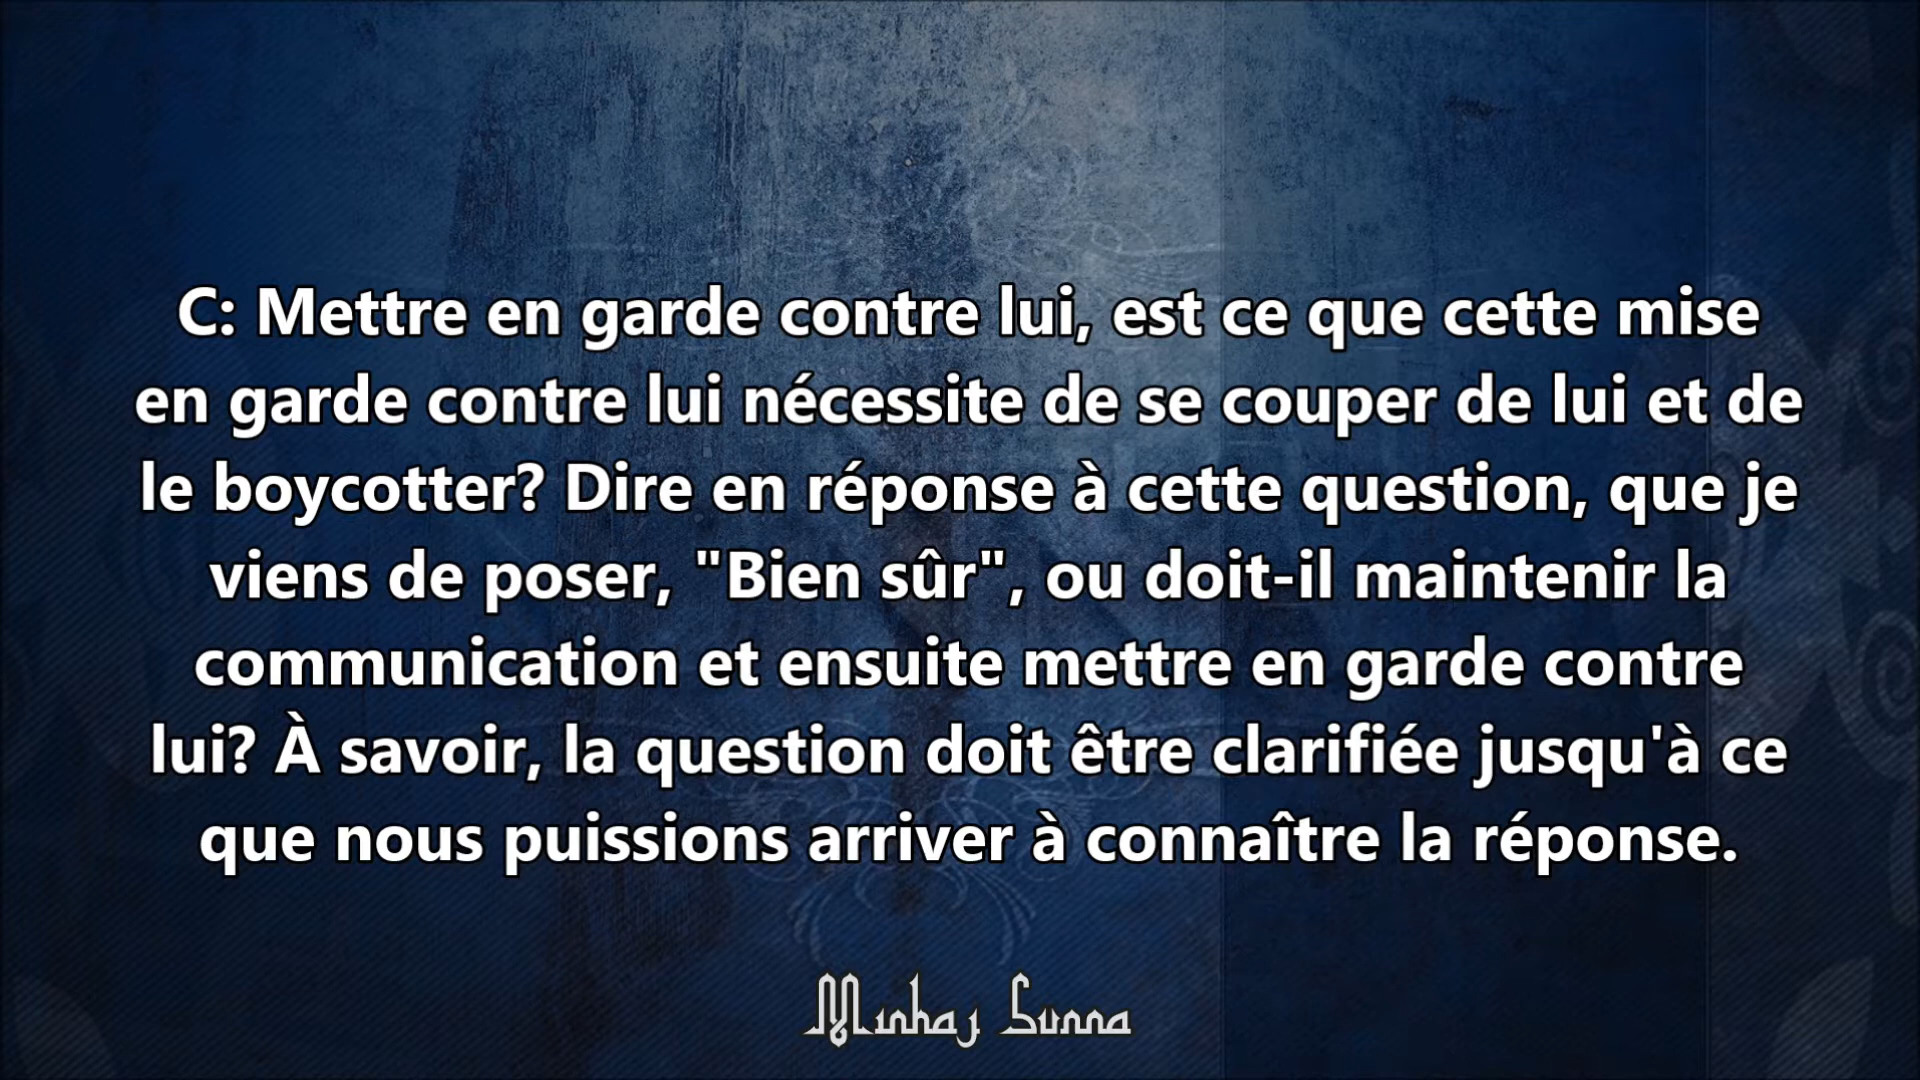 C: Mettre en garde contre lui, est ce que cette mise
en garde contre lui nécessite de se couper de lui et de
le boycotter? Dire en réponse à cette question, que je
viens de poser, "Bien sûr", ou doit-il maintenir la
communication et ensuite mettre en garde contre
lui? À savoir, la question doit être clarifiée jusqu'à ce
que nous puissions arriver à connaître la réponse.
Minhaj Sunna